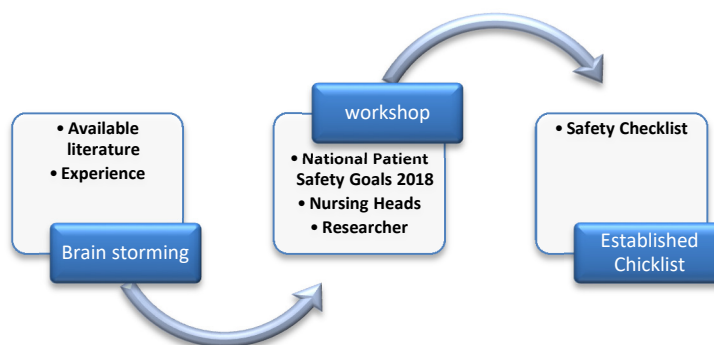 • Available
literature
• Experience
Brain storming
workshop
• National Patient
Safety Goals 2018
• Nursing Heads
• Researcher
• Safety Checklist
Established
Chicklist